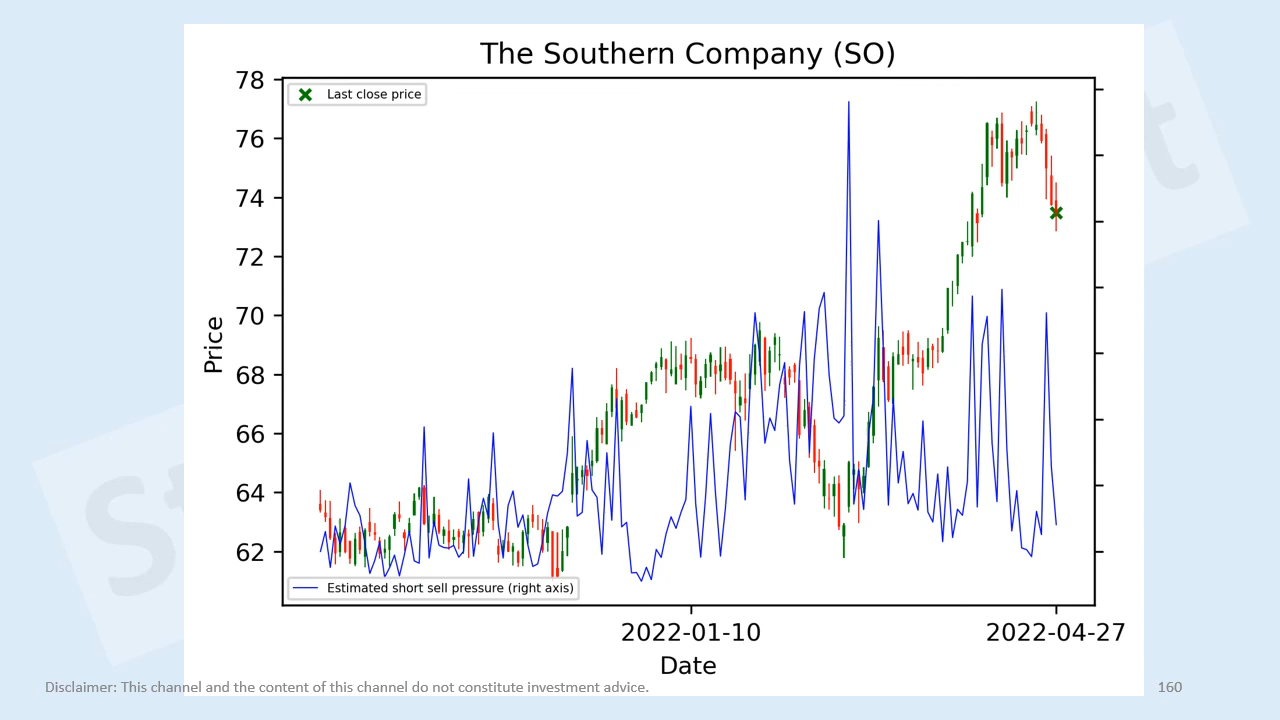 The Southern Company (SO)
78
76
74
72
70
68
66
64
62
Price
Last close price
Estimated short sell pressure (right axis)
2022-01-10
2022-04-27
Date
Disclaimer: This channel and the content of this channel do not constitute investment advice.
160